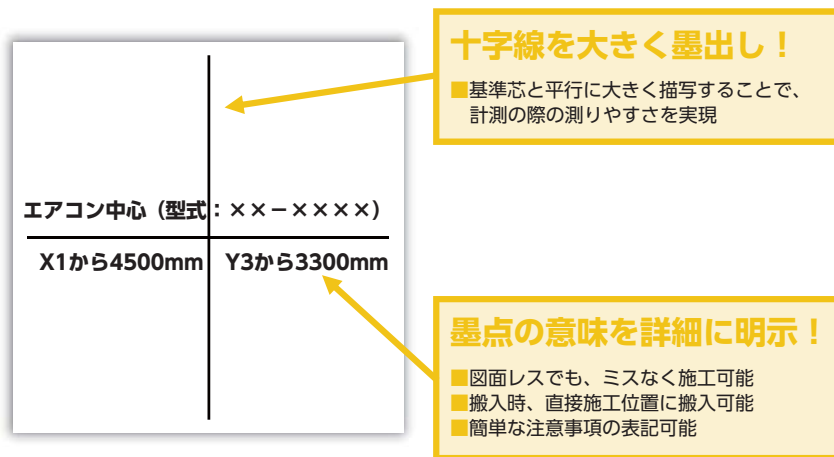 十字線を大きく墨出し！
■基準芯と平行に大きく描写することで、
計測の際の測りやすさを実現
エアコン中心（型式：××－××××）
X1から4500mm Y3から3300mm
墨点の意味を詳細に明示！
■図面レスでも、ミスなく施工可能
■搬入時、直接施工位置に搬入可能
■簡単な注意事項の表記可能